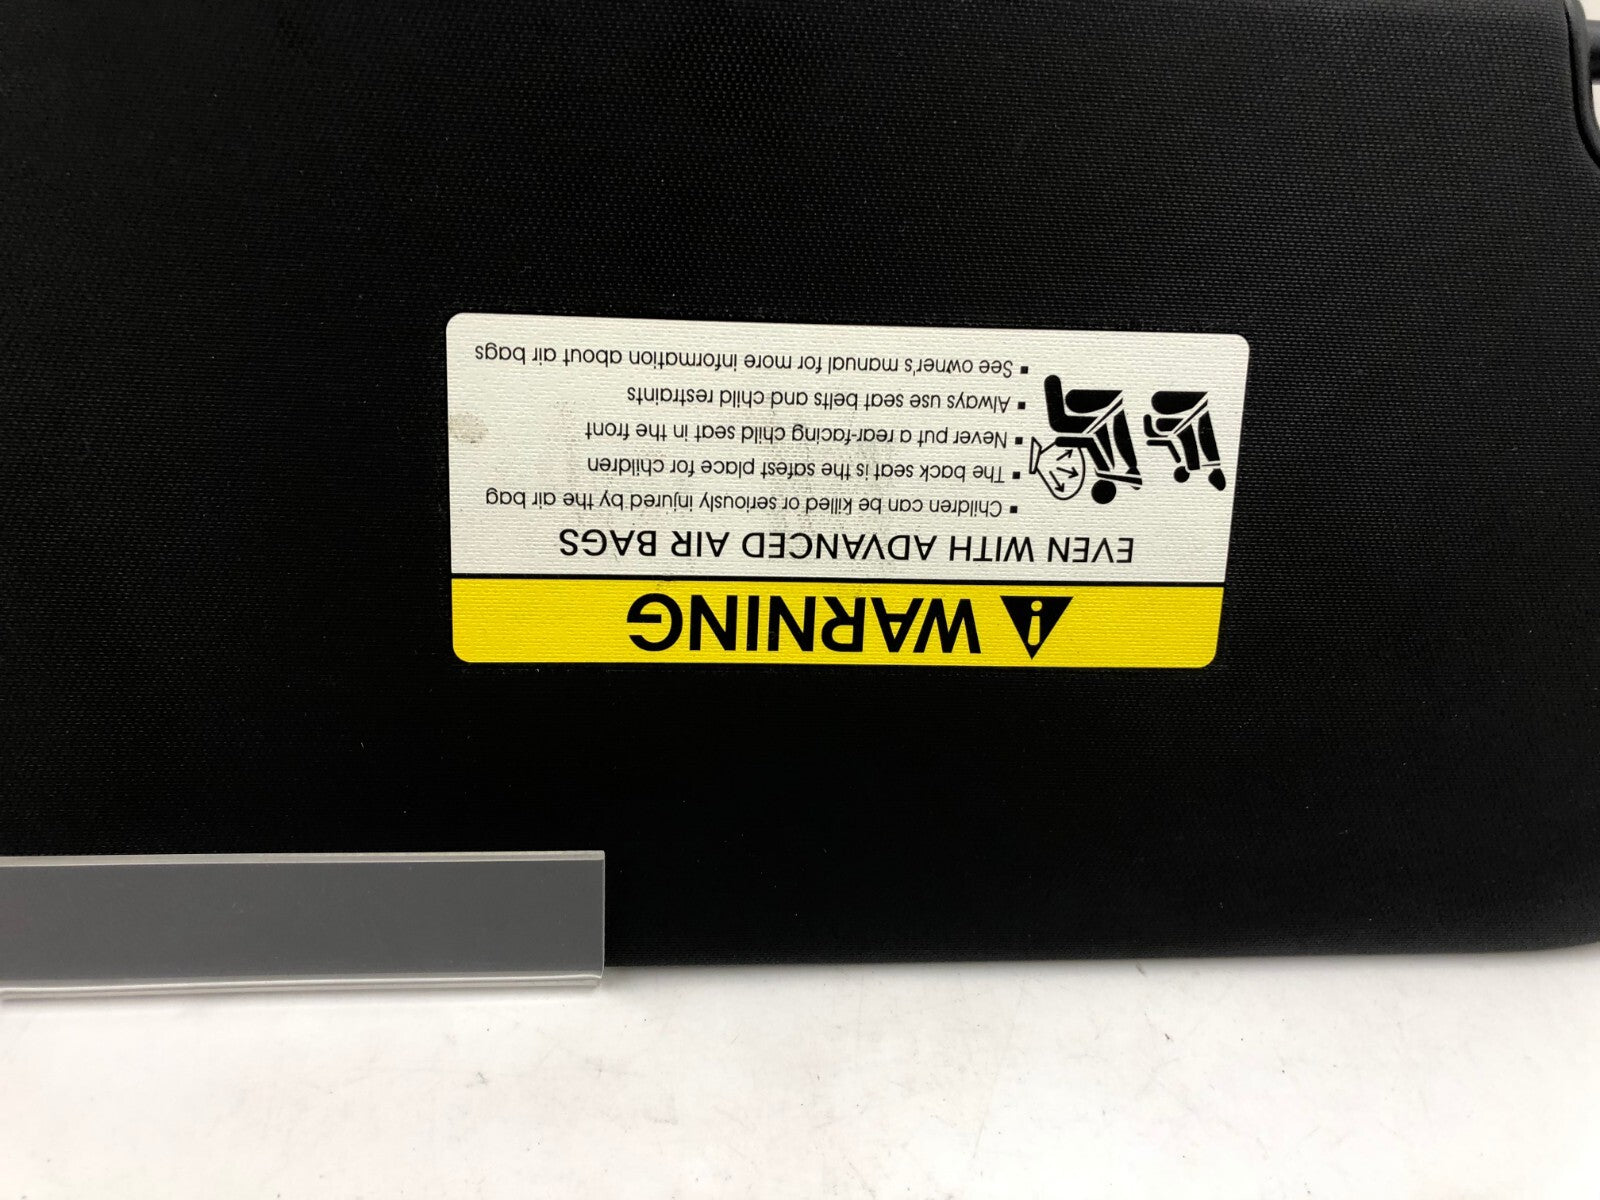 WARNING
EVEN WITH ADVANCED AIR BAGS
▪ Children can be killed or seriously injured by the air bag
▪ The back seat is the safest place for children
▪ Never put a rear-facing child seat in the front
▪ Always use seat belts and child restraints
▪ See owner's manual for more information about air bags